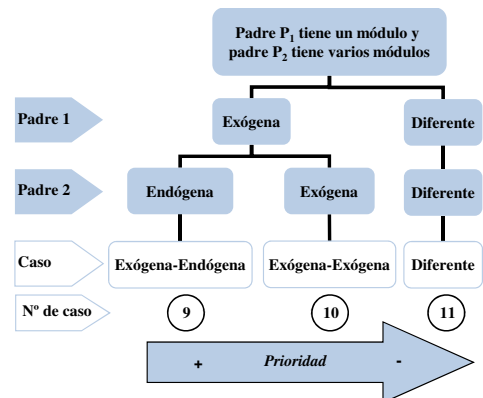 Padre P1 tiene un módulo y
padre P2 tiene varios módulos
Padre 1
Exógena
Diferente
Padre 2
Endógena
Exógena
Diferente
Caso
Exógena-Endógena
Exógena-Exógena
Diferente
Nº de caso
9
10
11
+
Prioridad
-